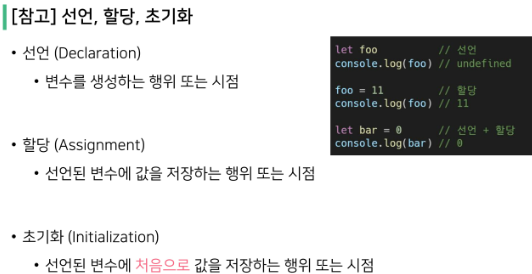 [참고] 선언, 할당, 초기화
• 선언 (Declaration)
• 변수를 생성하는 행위 또는 시점
• 할당 (Assignment)
• 선언된 변수에 값을 저장하는 행위 또는 시점
• 초기화 (Initialization)
• 선언된 변수에 처음으로 값을 저장하는 행위 또는 시점
let foo // 선언
console.log(foo) // undefined
foo = 11 // 할당
console.log(foo) // 11
let bar = 0 // 선언 + 할당
console.log(bar) // 0